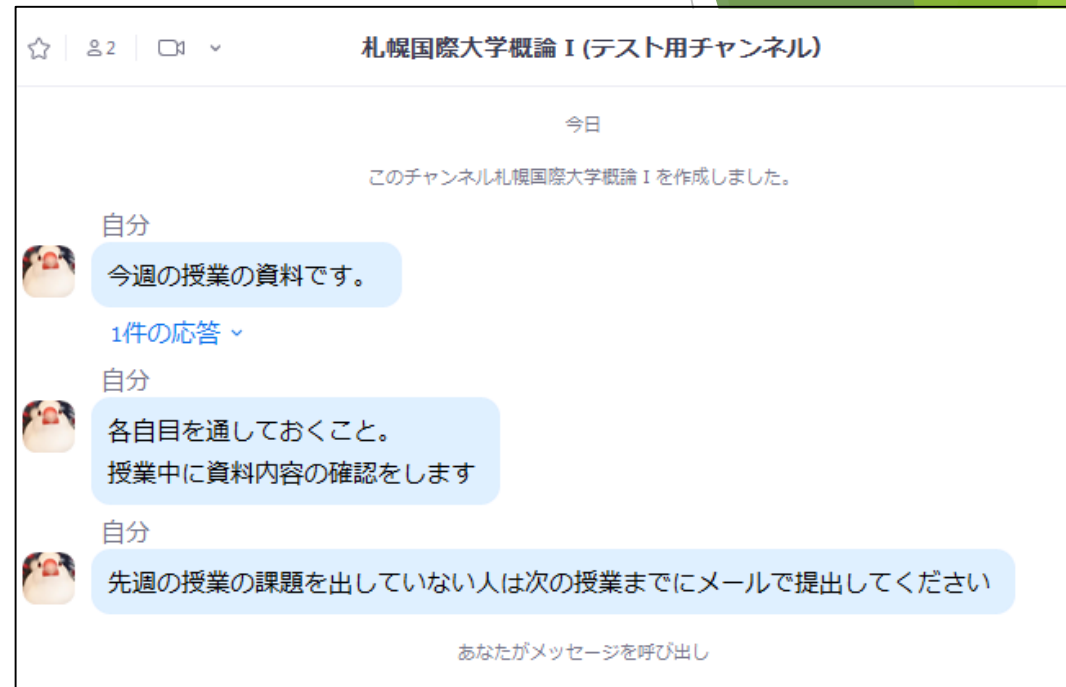 2
札幌国際大学概論Ⅰ(テスト用チャンネル）
今日
このチャンネル札幌国際大学概論Ⅰを作成しました。
自分
今週の授業の資料です。
1件の応答
自分
各自目を通しておくこと。
授業中に資料内容の確認をします
自分
先週の授業の課題を出していない人は次の授業までにメールで提出してください
あなたがメッセージを呼び出し